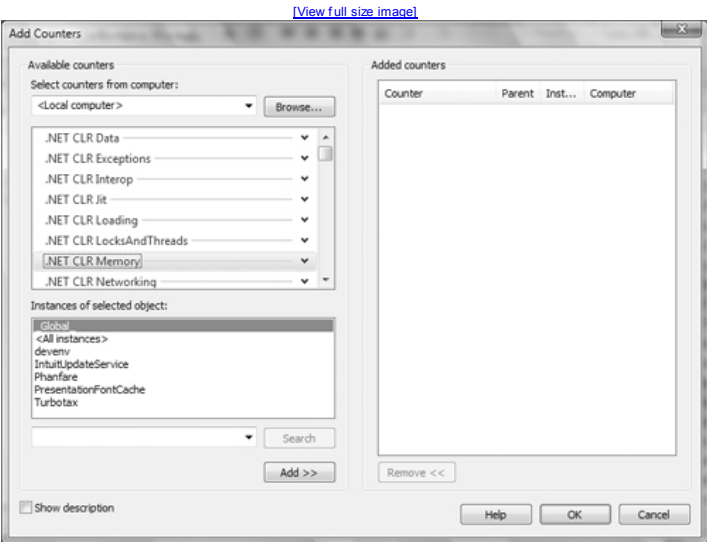 [View full size image]
Add Counters
Available counters
Select counters from computer:
<Local computer>
Browse...
.NET CLR Data
.NET CLR Exceptions
.NET CLR Interop
.NET CLR Jit
.NET CLR Loading
.NET CLR LocksAndThreads
.NET CLR Memory
.NET CLR Networking
Instances of selected object:
_Global_
<All instances>
devenv
IntuitUpdateService
Phanfare
PresentationFontCache
Turbotax
Search
Add >>
Show description
Added counters
Counter Parent Inst... Computer
Remove <<
Help OK Cancel